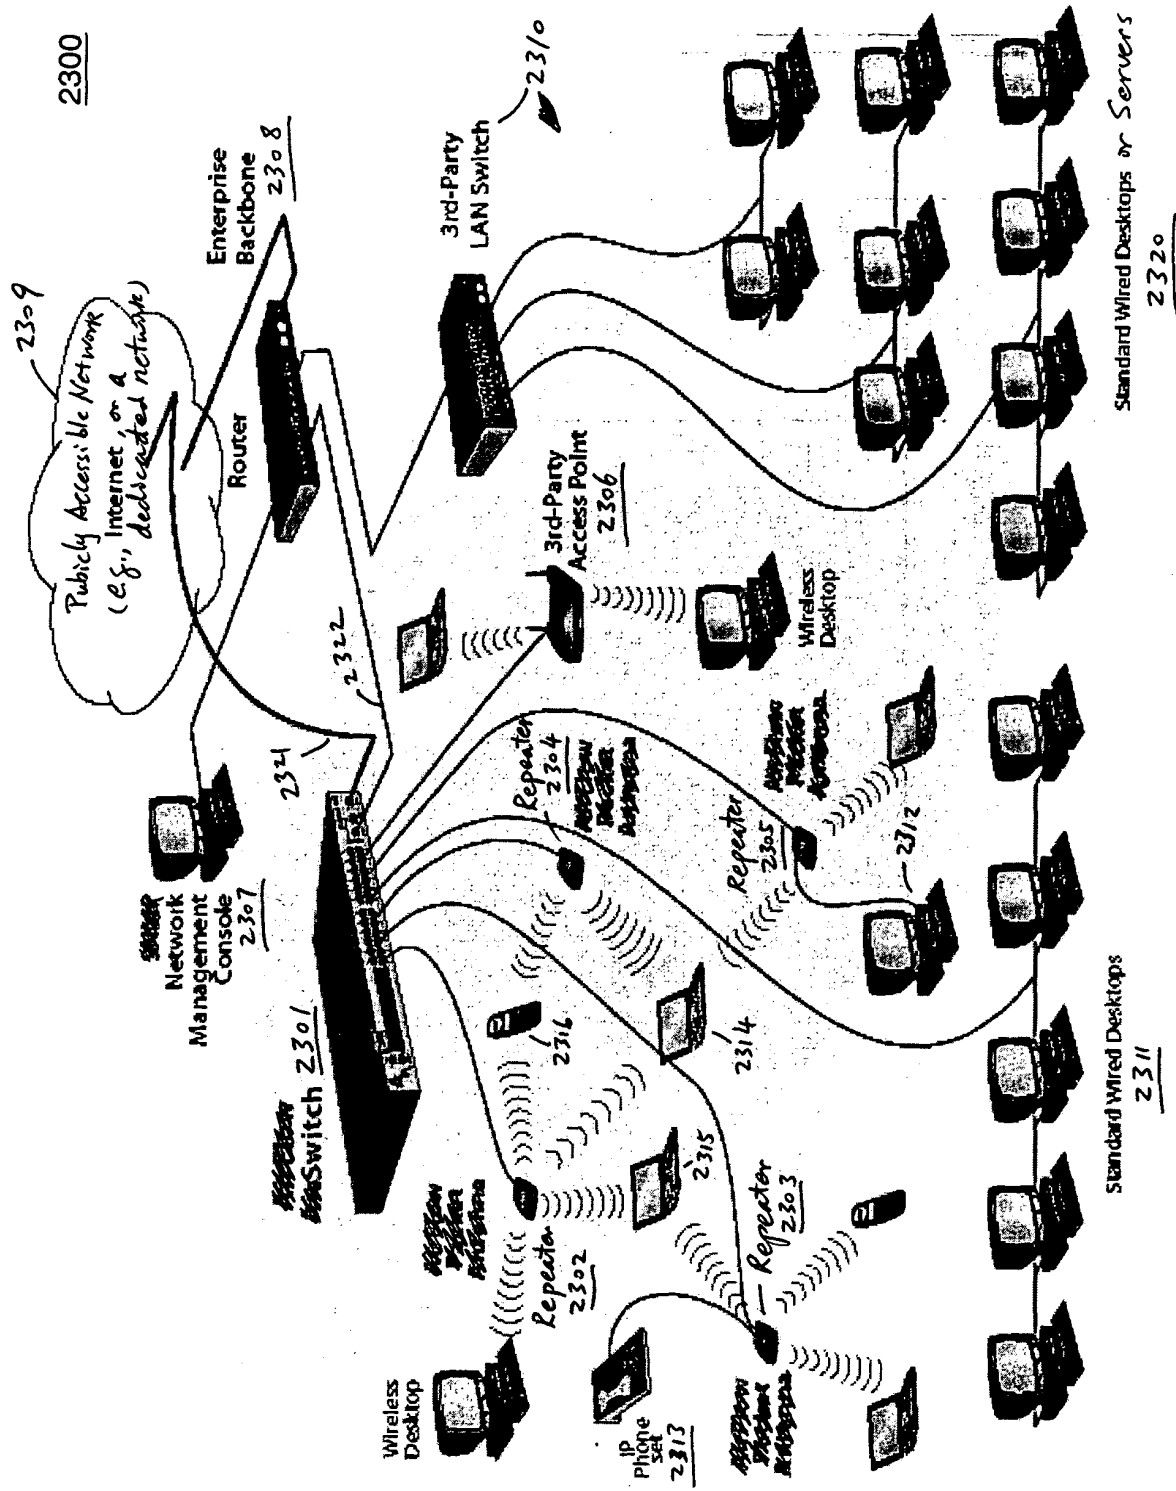 2300
2309
Pubicly Accessible Network
(e.g., Internet, or a
dedicated network)
Enterprise
Backbone
2308
Router
Network
Management
Console
2307
2321
2322
Switch 2301
3rd-Party
LAN Switch
2310
3rd-Party
Access Point
2306
Wireless
Desktop
Repeater
2304
Repeater
2305
2312
2316
2314
2315
Repeater
2302
Repeater
2303
Wireless
Desktop
IP
Phone
set
2313
Standard Wired Desktops
2311
Standard Wired Desktops or Servers
2320